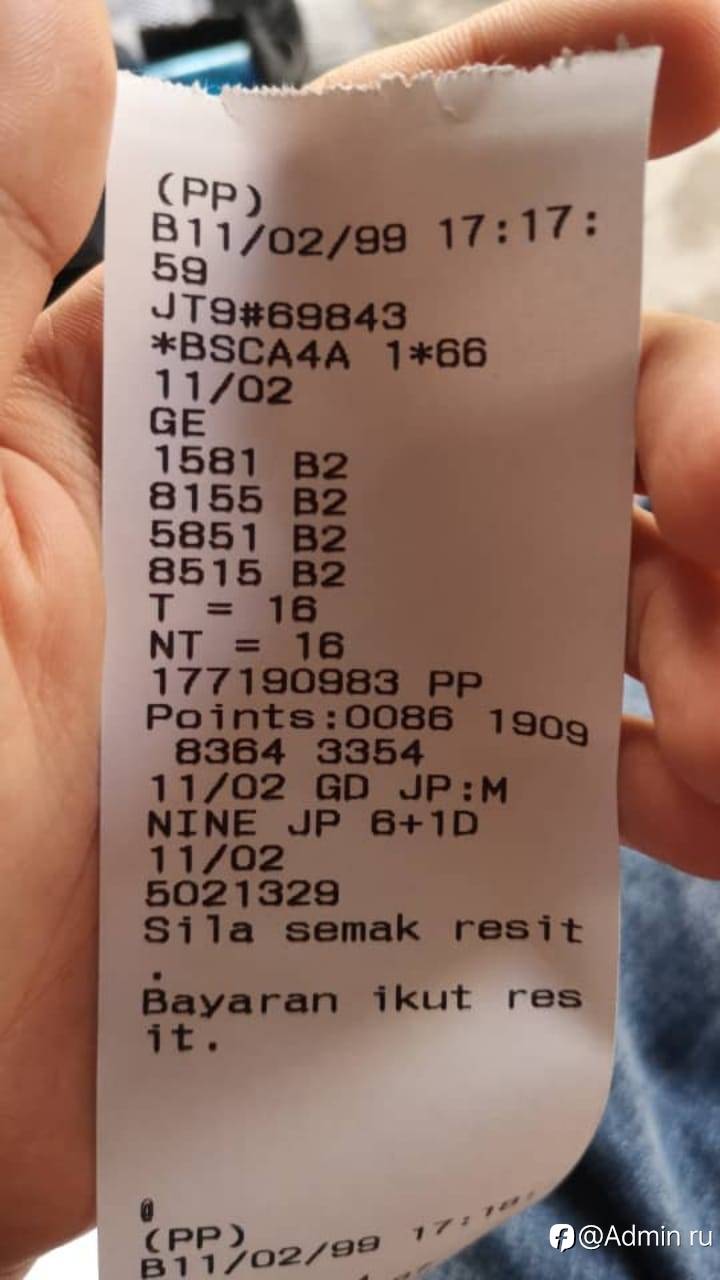 (PP)
B11/02/99 17:17:
59
JT9#69843
*BSCA4A 1*66
11/02
GE
1581 B2
8155 B2
5851 B2
8515 B2
T = 16
NT = 16
177190983 PP
Points:0086 1909
8364 3354
11/02 GD JP:M
NINE JP 6+1D
11/02
5021329
Sila semak resit
.
Bayaran ikut res
it.
@
(PP)
B11/02/99 17:18:
@Admin ru